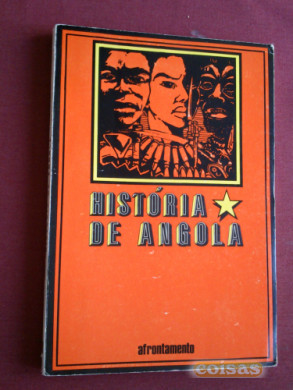 HISTÓRIA
DE ANGOLA
afrontamento
coisas